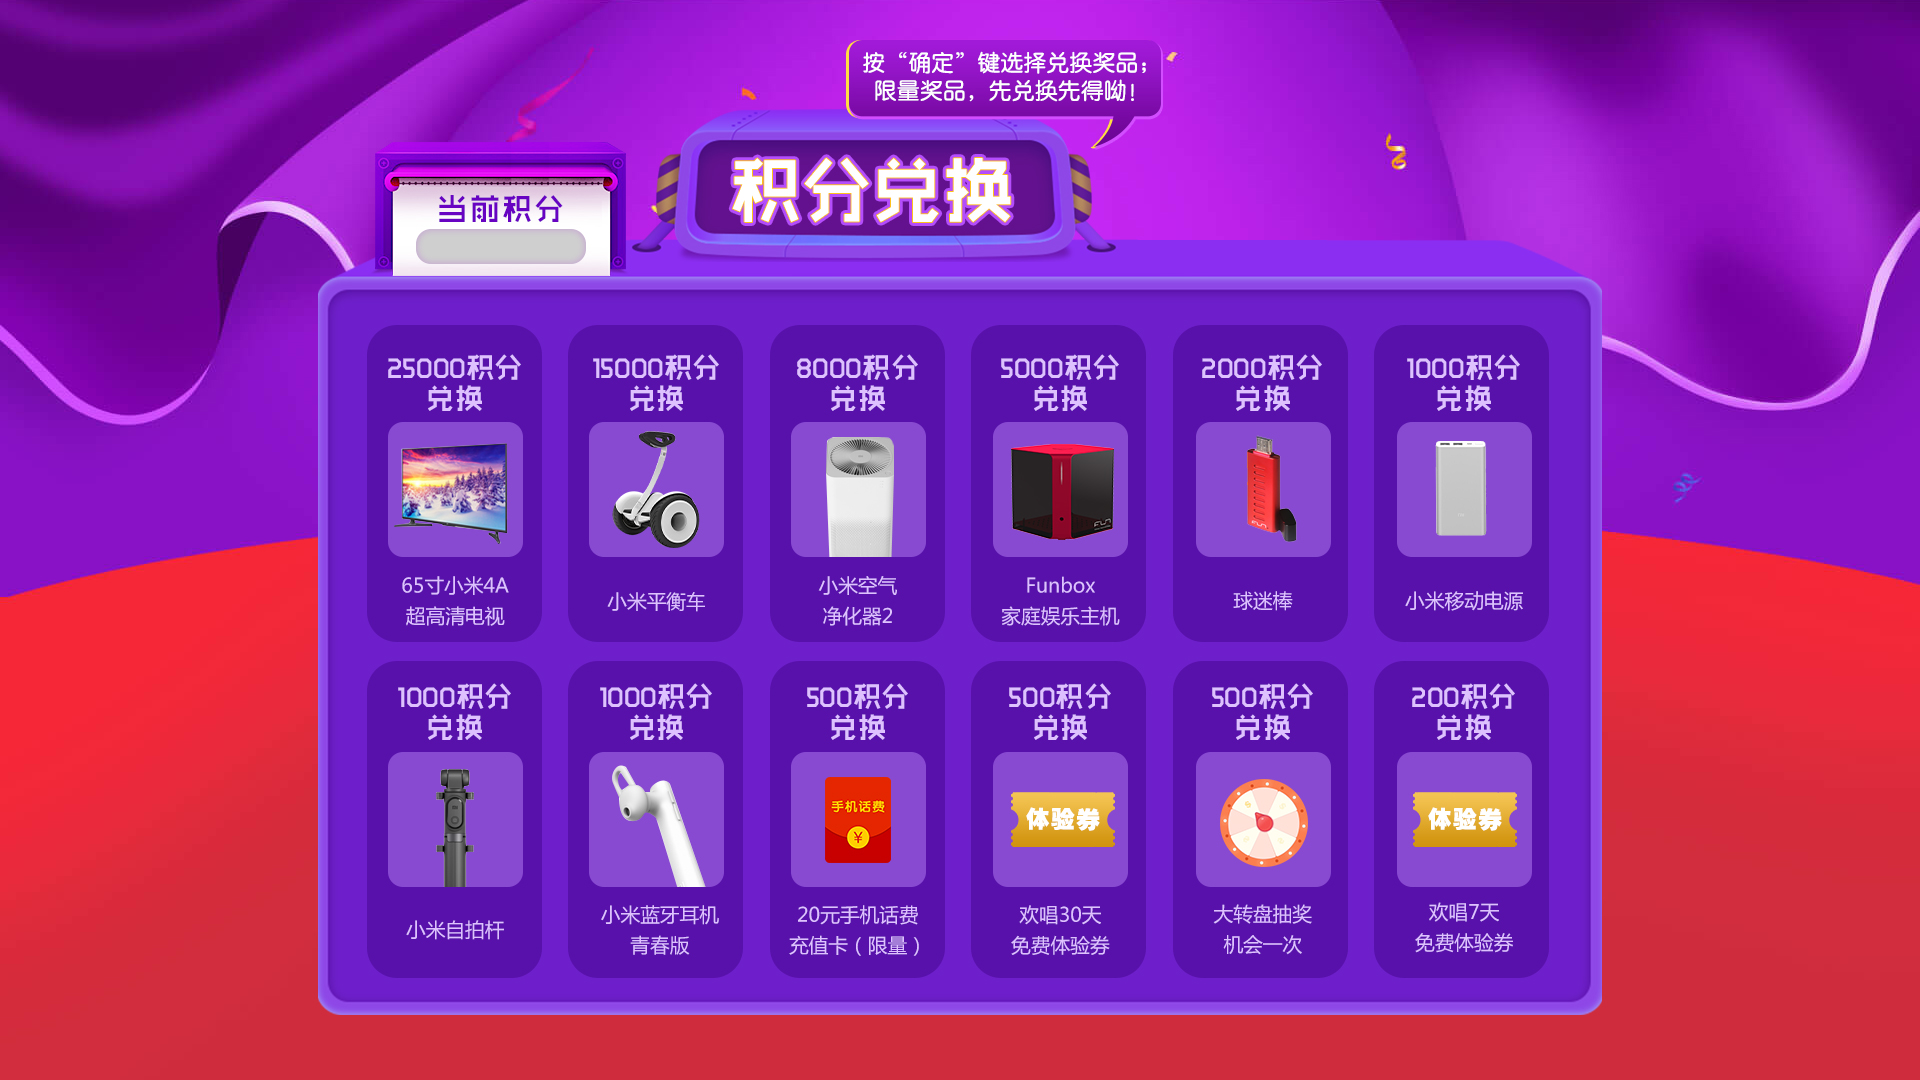 按“确定”键选择兑换奖品；
限量奖品，先兑换先得呦！
积分兑换
当前积分
25000积分
兑换
65寸小米4A
超高清电视
15000积分
兑换
小米平衡车
8000积分
兑换
小米空气
净化器2
5000积分
兑换
FUN
Funbox
家庭娱乐主机
2000积分
兑换
FUN
球迷棒
1000积分
兑换
小米移动电源
1000积分
兑换
小米自拍杆
1000积分
兑换
小米蓝牙耳机
青春版
500积分
兑换
手机话费
¥
20元手机话费
充值卡（限量）
500积分
兑换
体验券
欢唱30天
免费体验券
500积分
兑换
大转盘抽奖
机会一次
200积分
兑换
体验券
欢唱7天
免费体验券